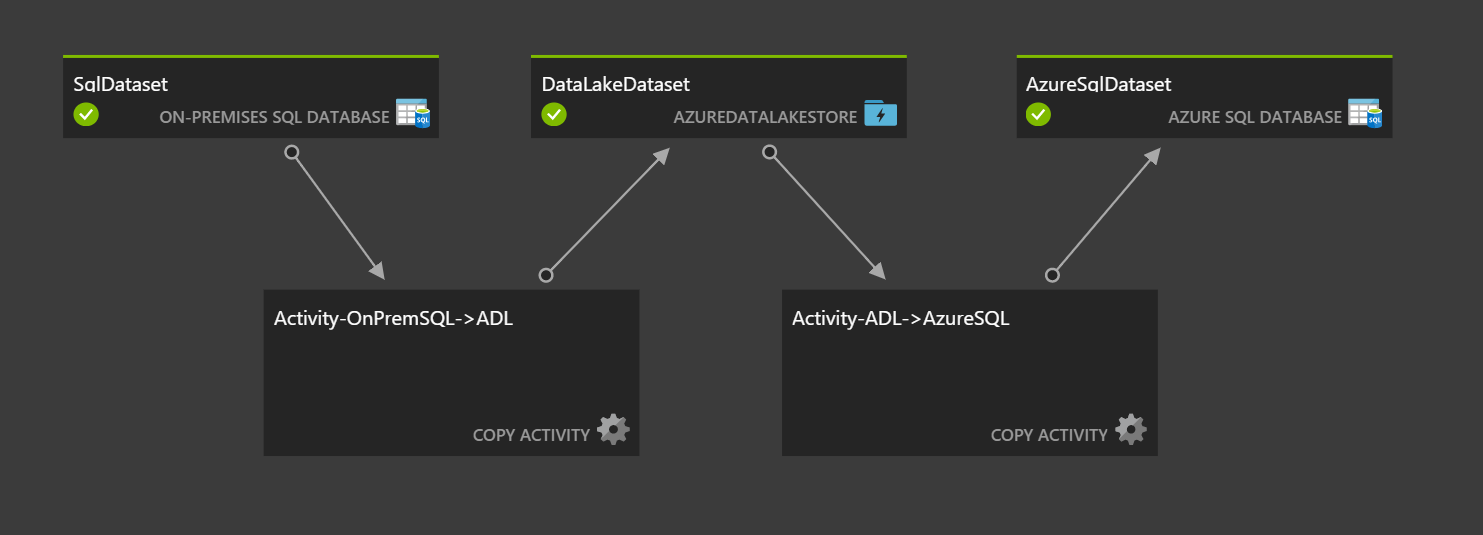 SqlDataset
ON-PREMISES SQL DATABASE
SQL
DataLakeDataset
AZUREDATALAKESTORE
AzureSqlDataset
AZURE SQL DATABASE
SQL
Activity-OnPremSQL->ADL
COPY ACTIVITY
Activity-ADL->AzureSQL
COPY ACTIVITY